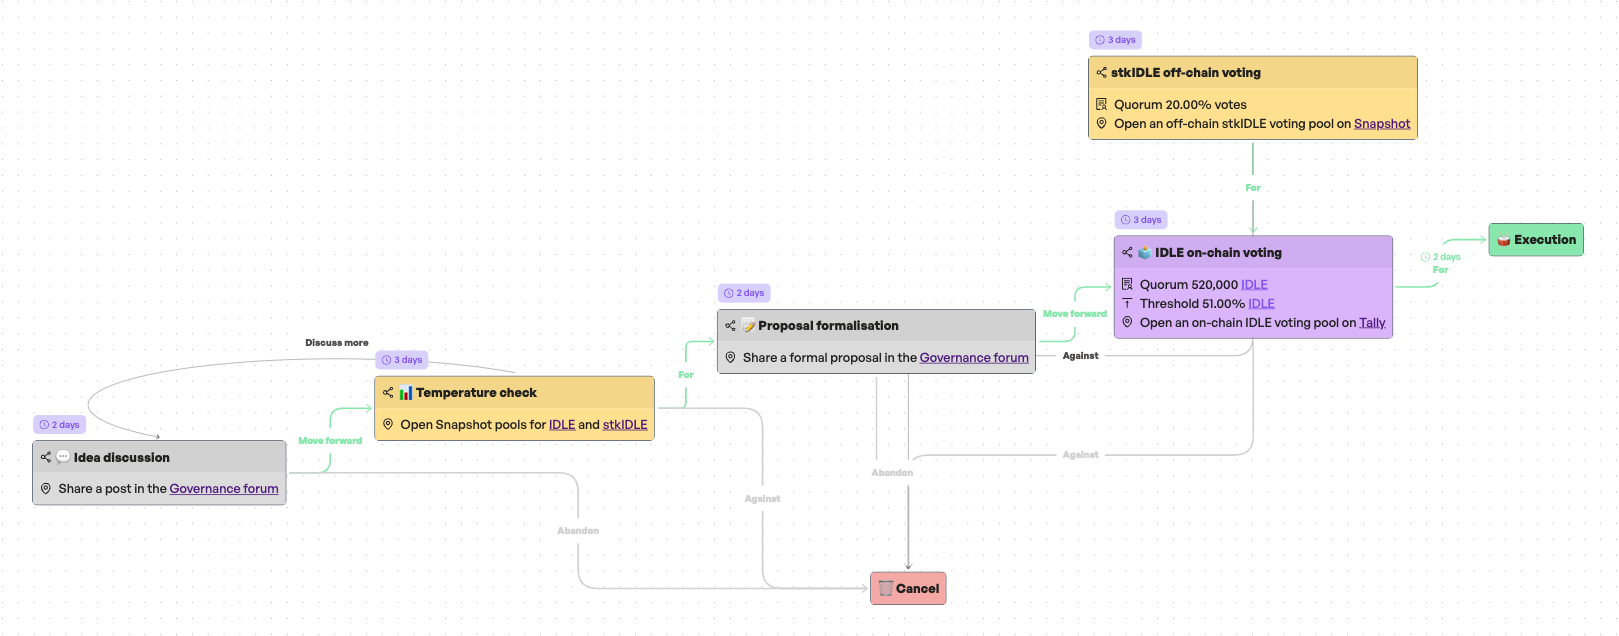 3 days
stkIDLE off-chain voting
Quorum 20.00% votes
Open an off-chain stkIDLE voting pool on Snapshot
For
3 days
IDLE on-chain voting
Quorum 520,000 IDLE
Threshold 51.00% IDLE
Open an on-chain IDLE voting pool on Tally
Execution
2 days
For
2 days
Proposal formalisation
Share a formal proposal in the Governance forum
Move forward
Against
Discuss more
3 days
Temperature check
Open Snapshot pools for IDLE and stkIDLE
For
2 days
Idea discussion
Share a post in the Governance forum
Move forward
Against
Abandon
Against
Abandon
Cancel